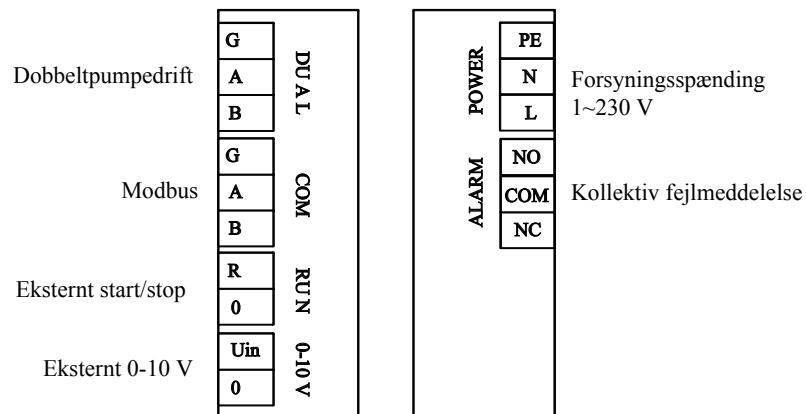 Dobbeltpumpedrift
G
A
B
DUAL
Modbus
G
A
B
COM
Eksternt start/stop
R
0
RUN
Eksternt 0-10 V
Uin
0
0-10V
POWER
PE
N
L
Forsyningsspænding
1~230 V
ALARM
NO
COM
NC
Kollektiv fejlmeddelelse